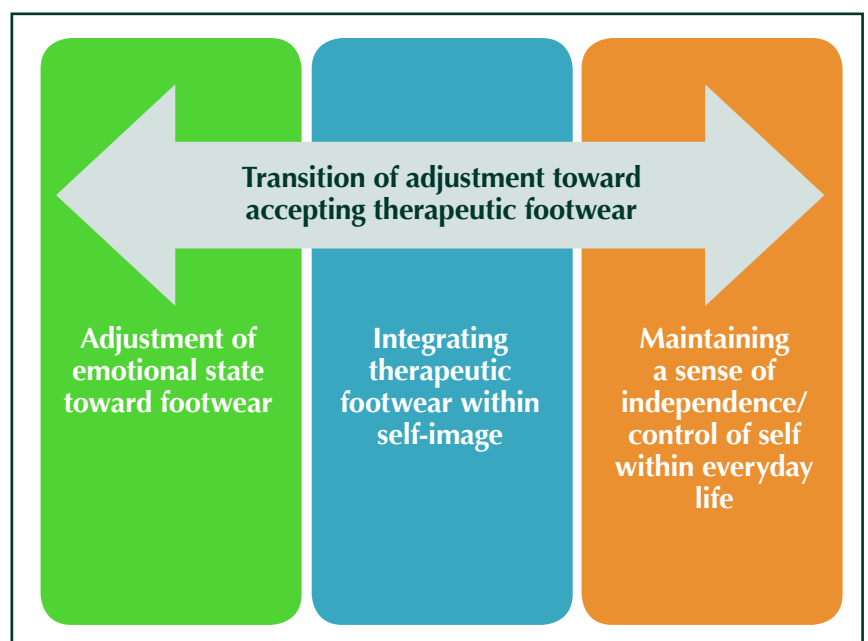 Transition of adjustment toward
accepting therapeutic footwear
Adjustment of
emotional state
toward footwear
Integrating
therapeutic
footwear within
self-image
Maintaining
a sense of
independence/
control of self
within everyday
life